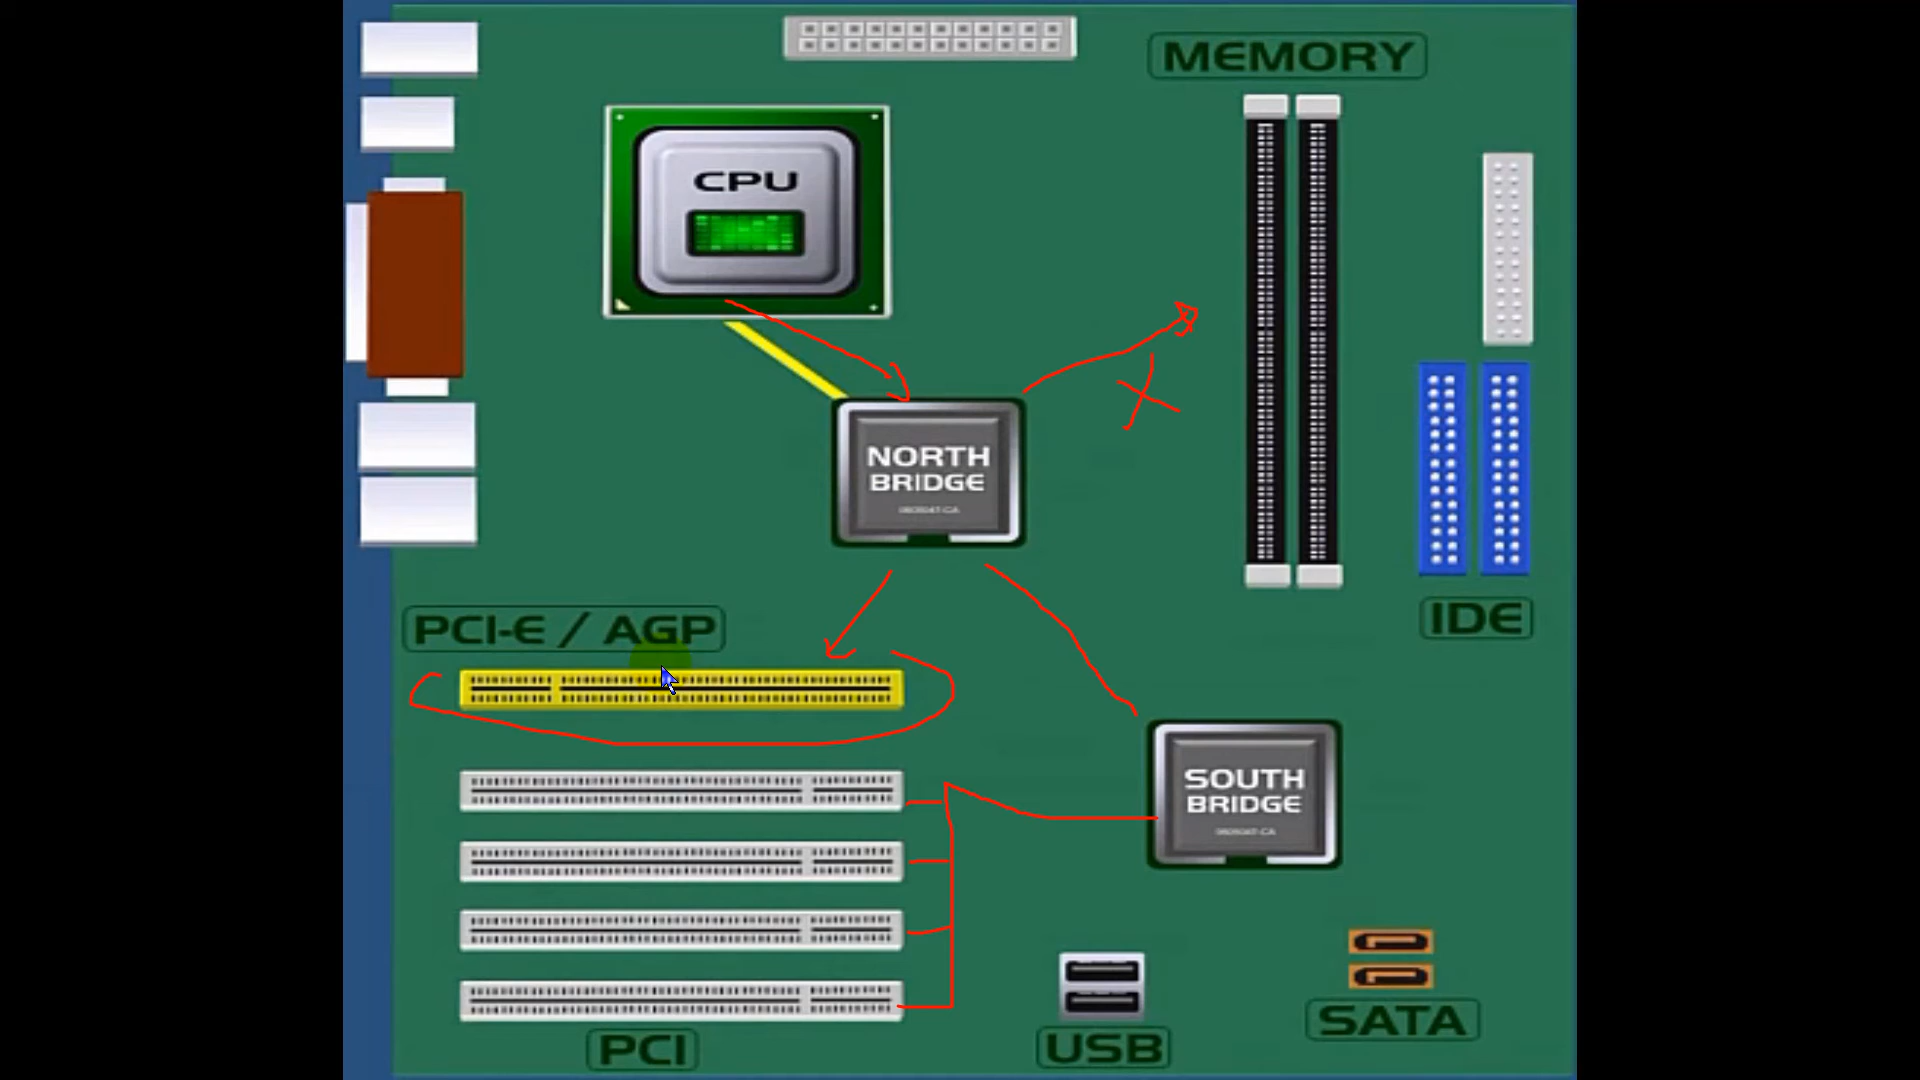 MEMORY
CPU
NORTH
BRIDGE
PCI-E / AGP
IDE
SOUTH
BRIDGE
PCI
USB
SATA